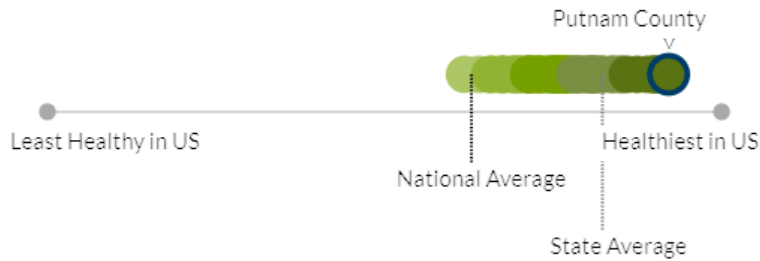 Putnam County
Least Healthy in US
Healthiest in US
National Average
State Average